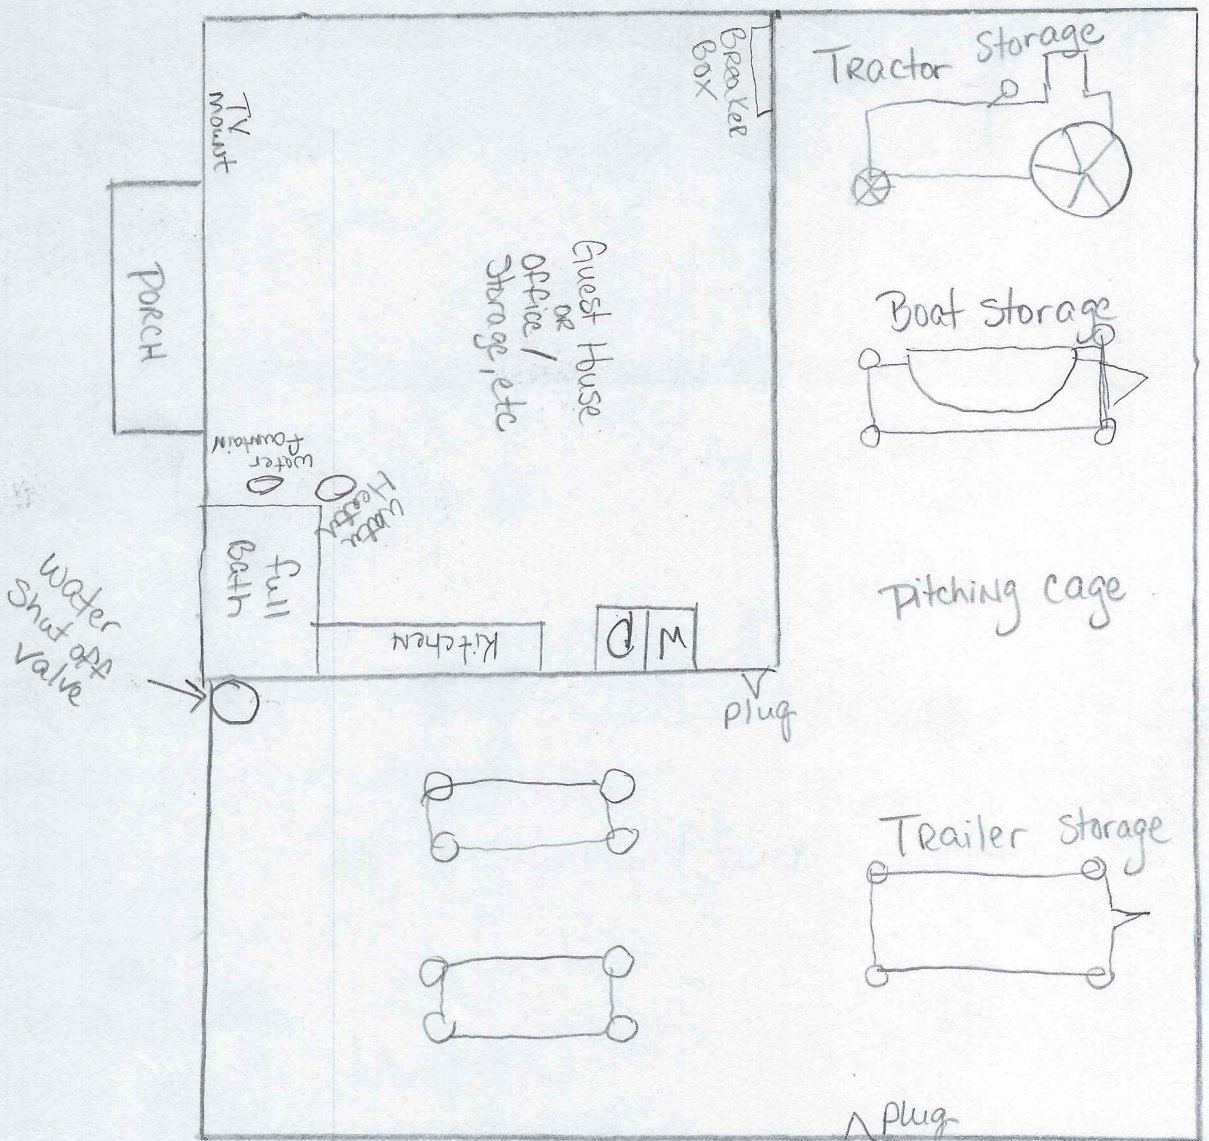 Tractor Storage
Breaker
Box
TV
mount
PORCH
Guest House
OR
Office /
Storage, etc
Boat Storage
Water
fountain
Water
Heater
Full
Bath
Water
Shut off
Valve
Kitchen
D W
plug
Pitching Cage
Trailer Storage
plug